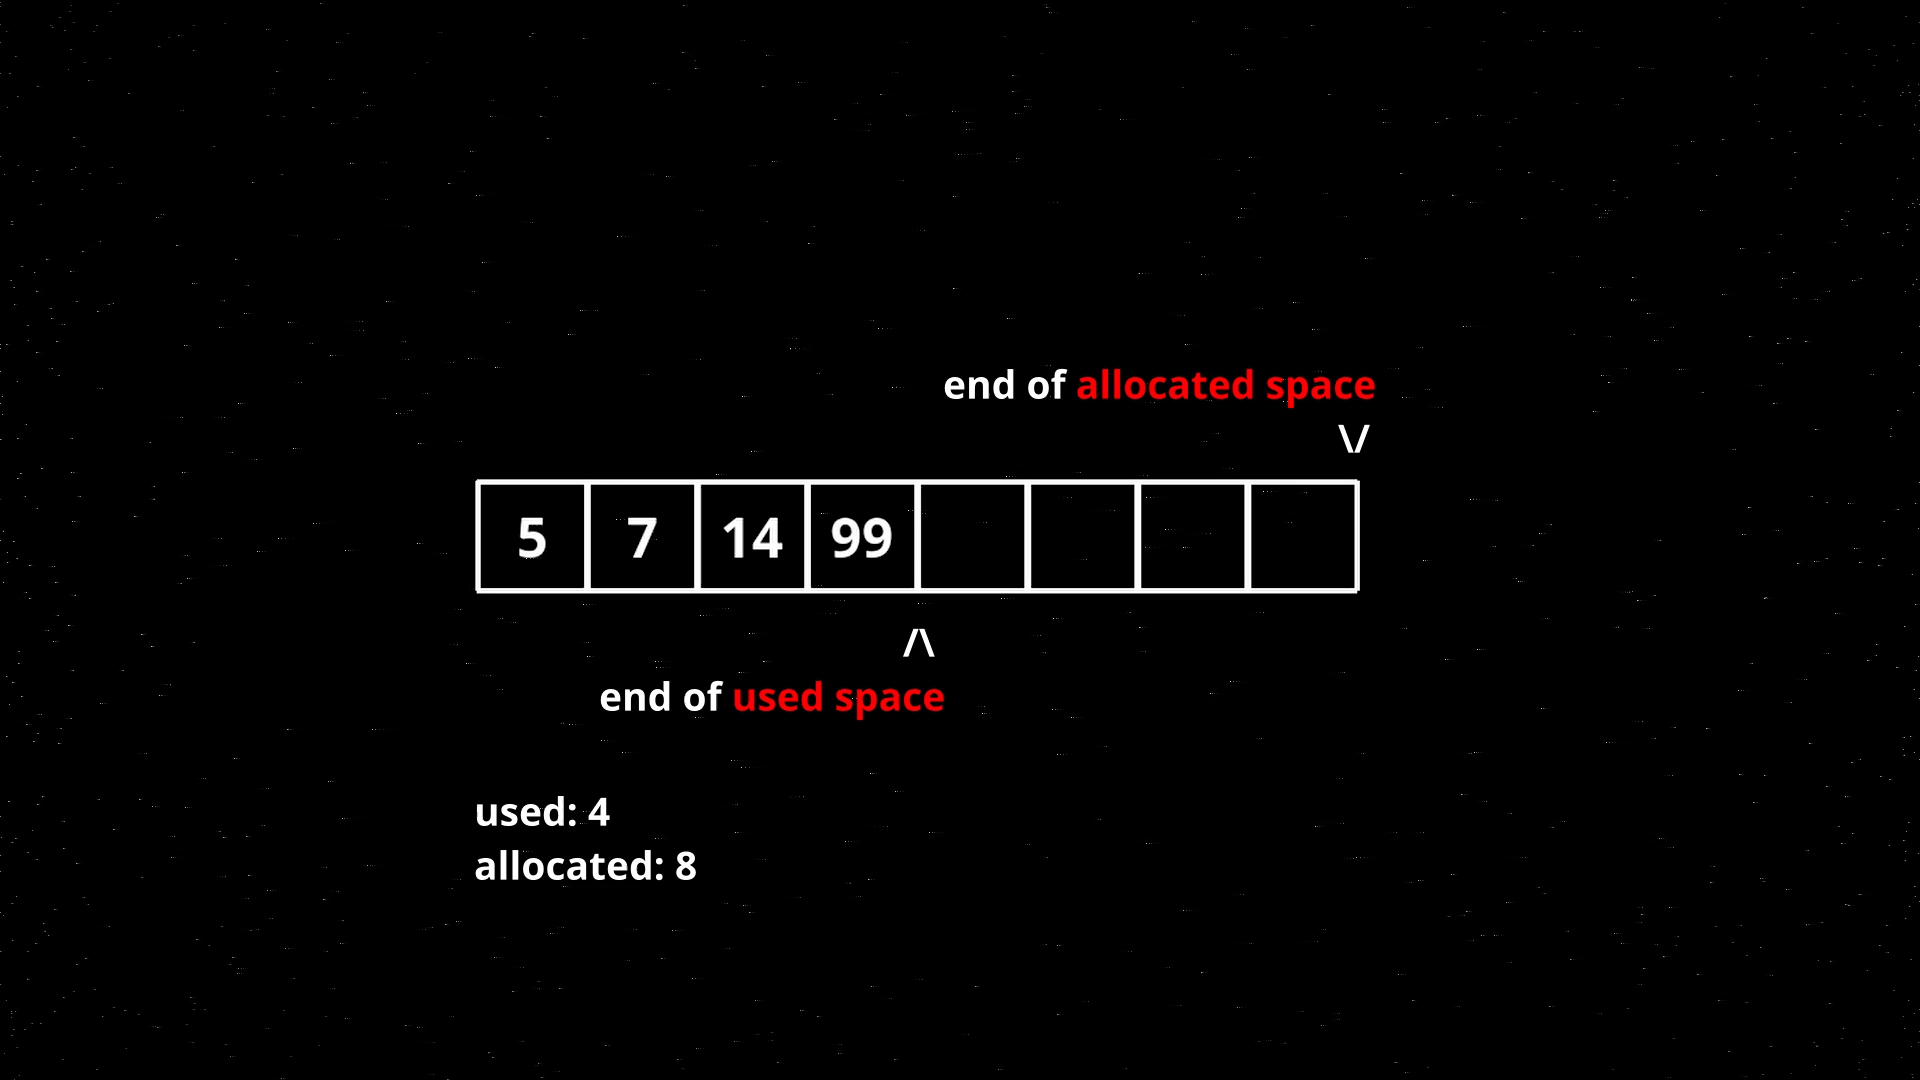 end of allocated space
\/
5 7 14 99
/\
end of used space
used: 4
allocated: 8